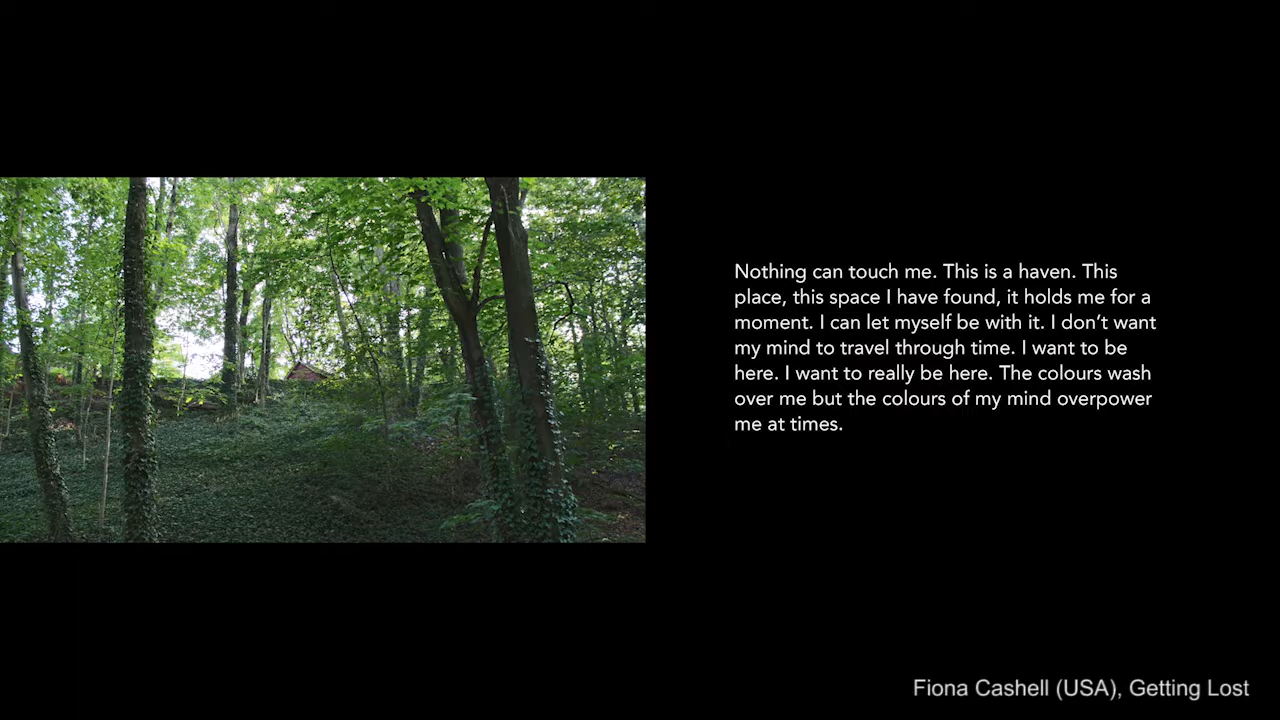 Nothing can touch me. This is a haven. This
place, this space I have found, it holds me for a
moment. I can let myself be with it. I don’t want
my mind to travel through time. I want to be
here. I want to really be here. The colours wash
over me but the colours of my mind overpower
me at times.
Fiona Cashell (USA), Getting Lost